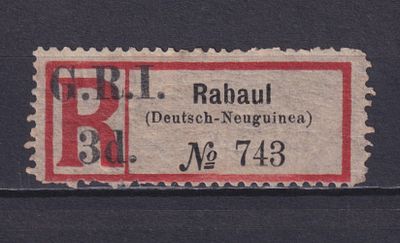 G.R.I.
R
3d.
Rabaul
(Deutsch-Neuguinea)
№ 743